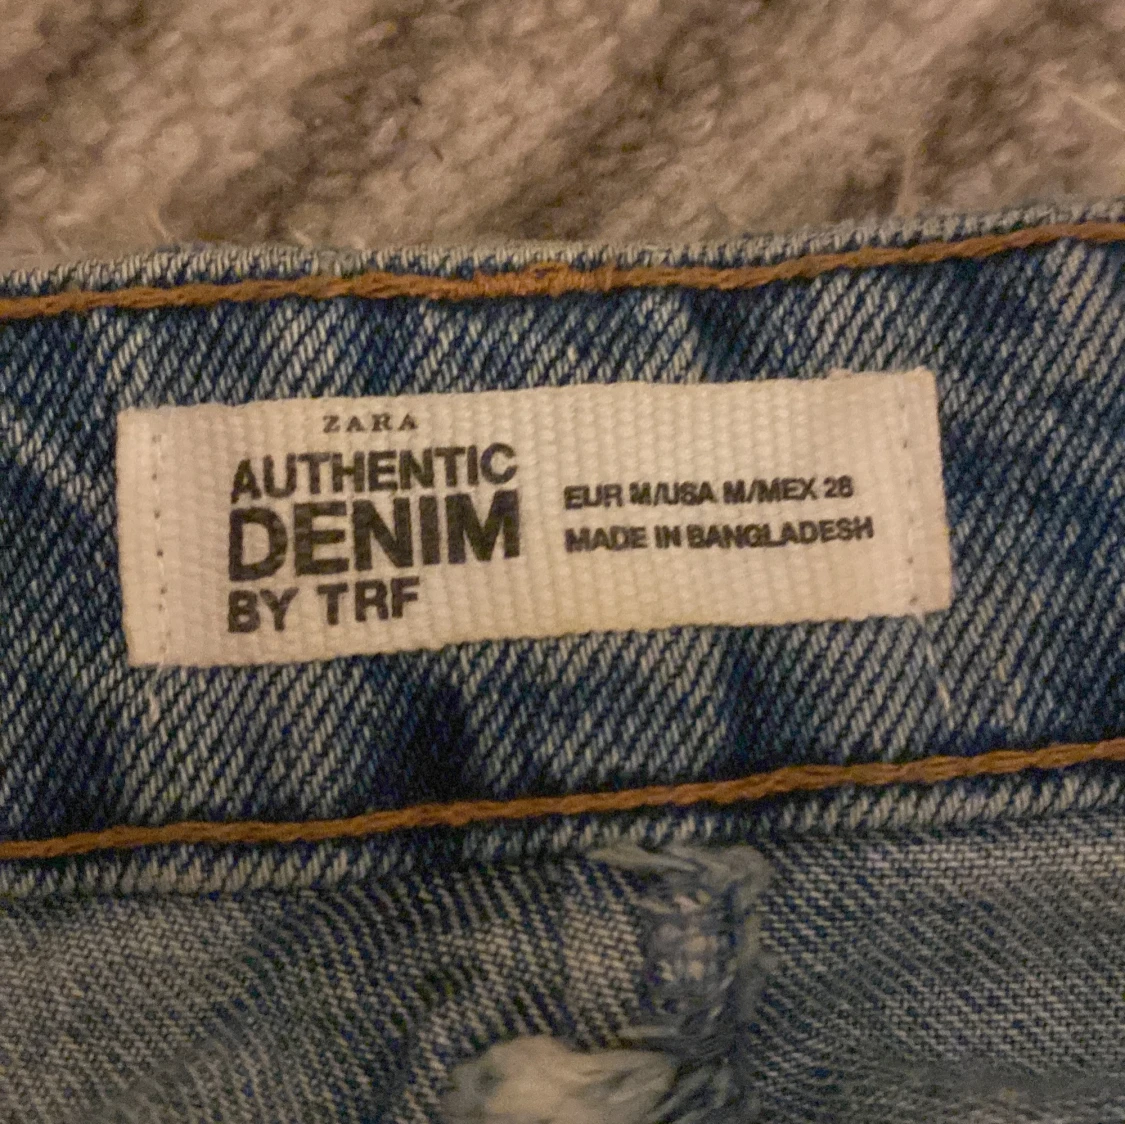 ZARA
AUTHENTIC
DENIM
BY TRF
EUR M/USA M/MEX 28
MADE IN BANGLADESH